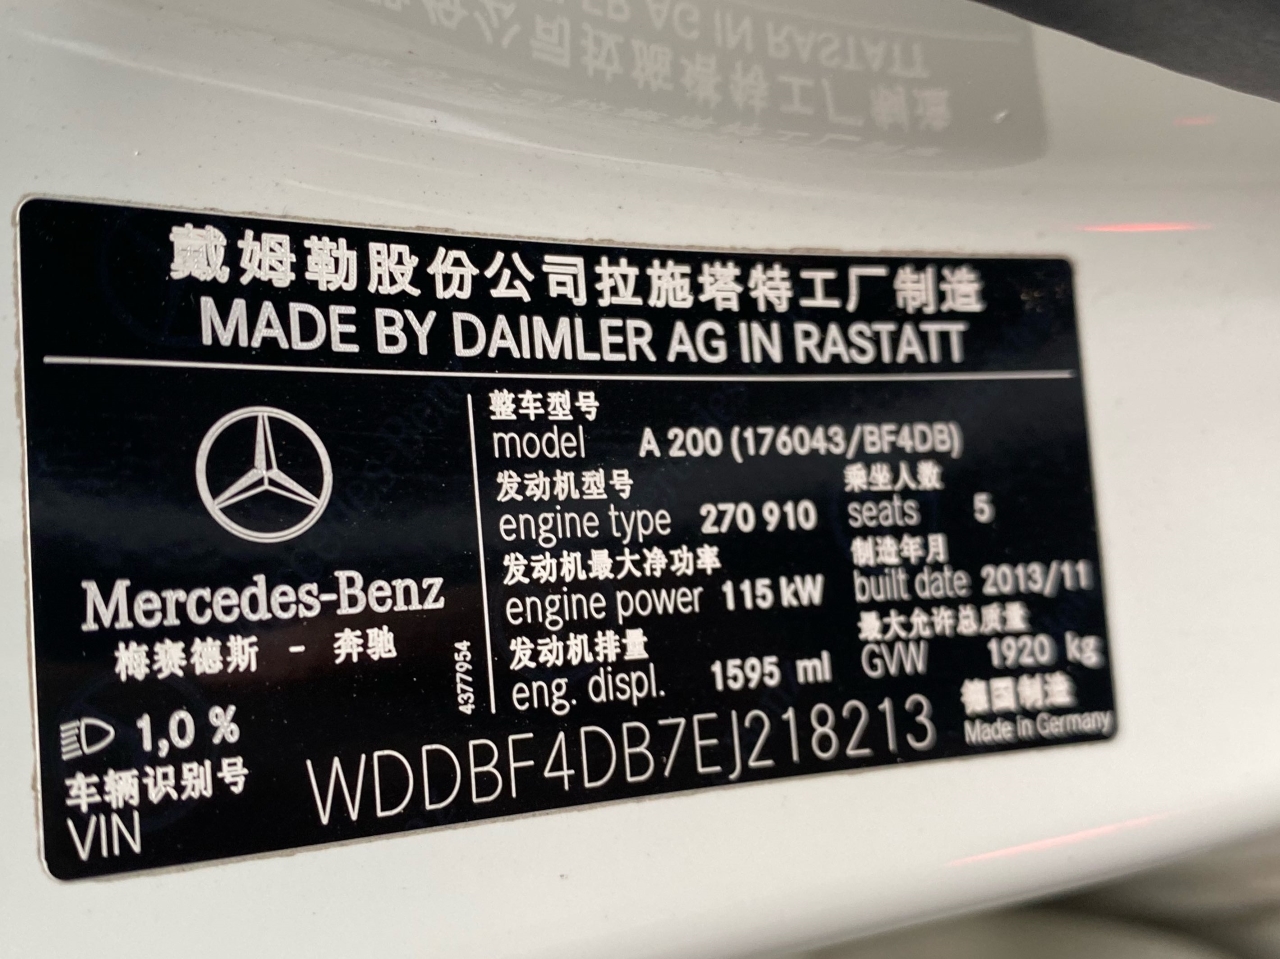 戴姆勒股份公司拉施塔特工厂制造
MADE BY DAIMLER AG IN RASTATT
Mercedes-Benz
梅赛德斯 - 奔驰
4377954
整车型号
model A 200 (176043/BF4DB)
发动机型号 乘坐人数
engine type 270 910 seats 5
发动机最大净功率 制造年月
engine power 115 kW built date 2013/11
发动机排量 最大允许总质量
eng. displ. 1595 ml GVW 1920 kg
德国制造
Made in Germany
1,0 %
车辆识别号
VIN WDDBF4DB7EJ218213